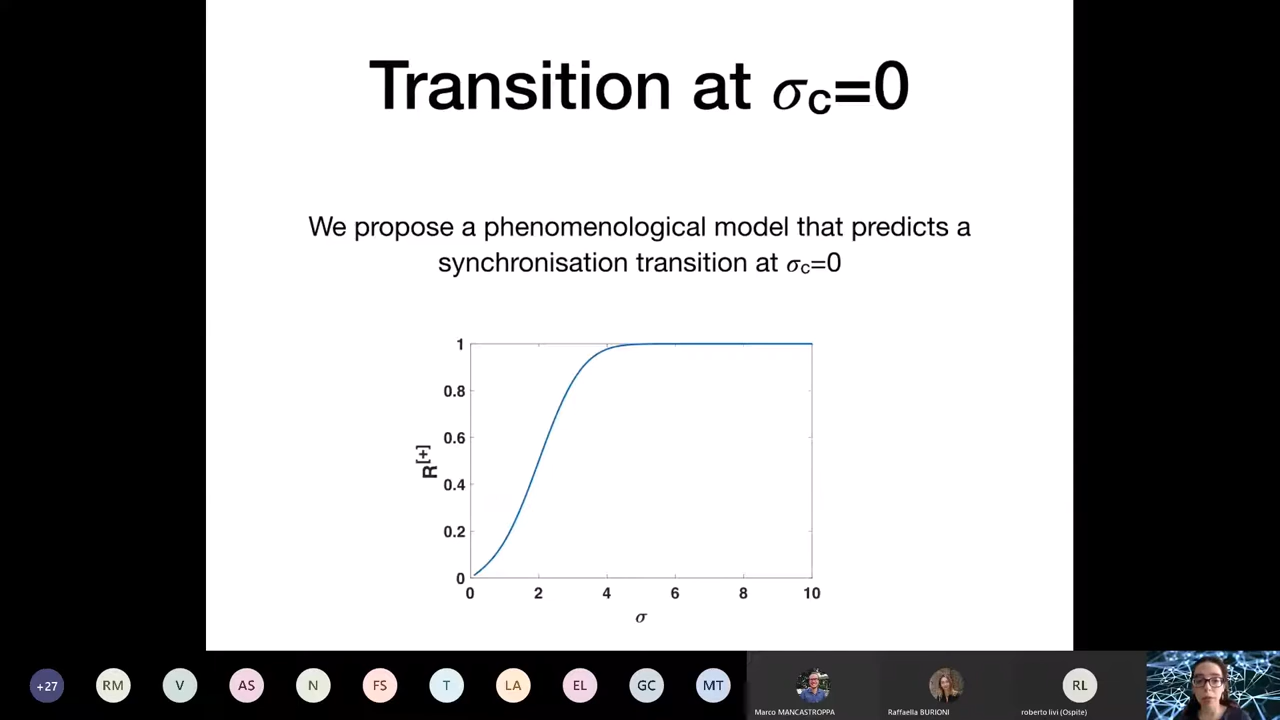 Transition at σc=0
We propose a phenomenological model that predicts a
synchronisation transition at σc=0
1
0.8
0.6
0.4
0.2
0
R[+]
0 2 4 6 8 10
σ
+27 RM V AS N FS T LA EL GC MT RL
Marco MANCASTROPPA Raffaella BURIONI roberto livi (Ospite)